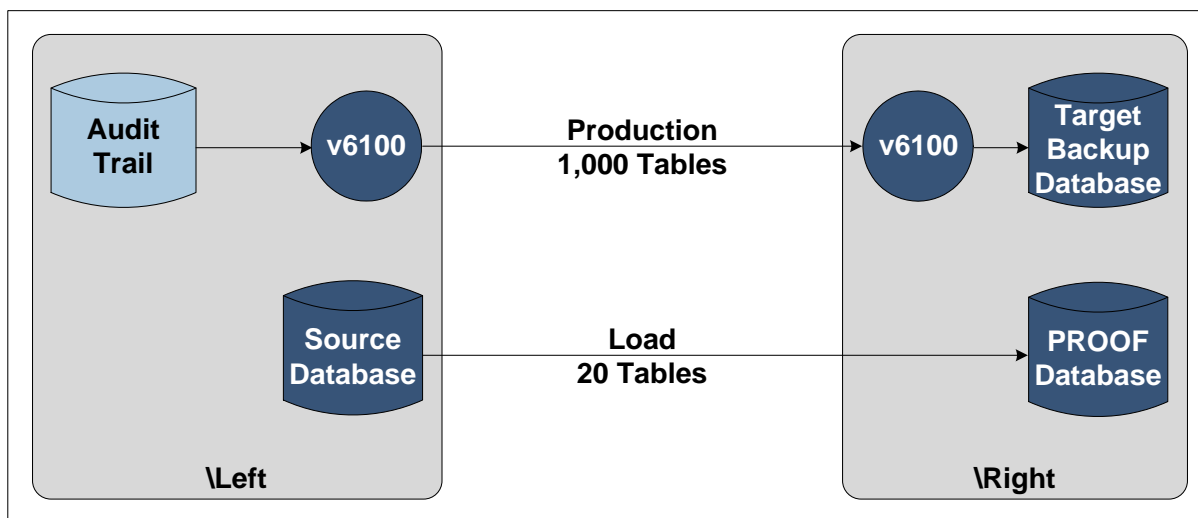 Audit
Trail
v6100
Production
1,000 Tables
v6100
Target
Backup
Database
Source
Database
Load
20 Tables
PROOF
Database
\Left
\Right